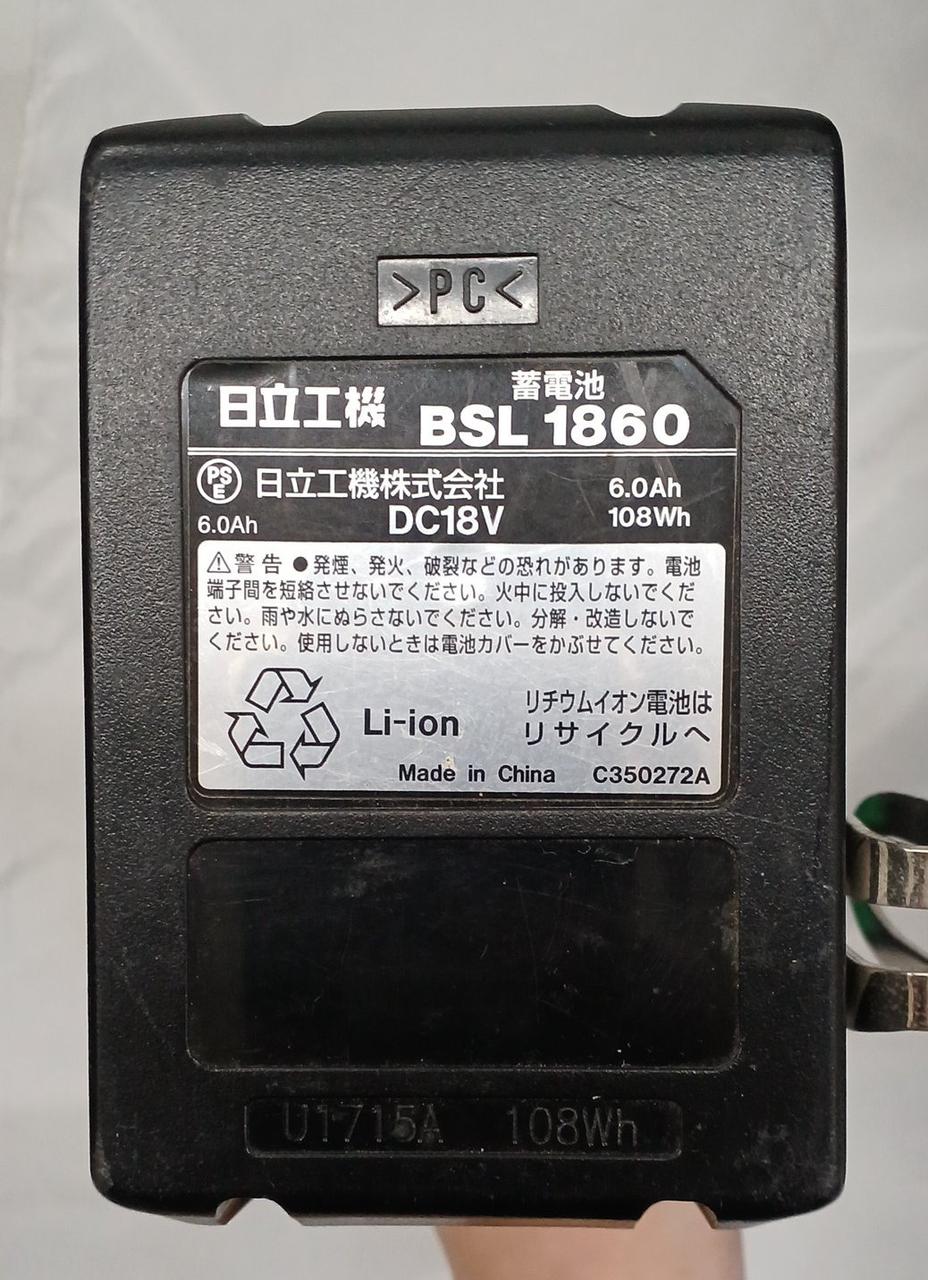 >PC<
日立工機
蓄電池
BSL 1860
PSE 日立工機株式会社
6.0Ah
6.0Ah
DC18V
108Wh
⚠警告 ●発煙、発火、破裂などの恐れがあります。電池
端子間を短絡させないでください。火中に投入しないでくだ
さい。雨や水にぬらさないでください。分解・改造しないで
ください。使用しないときは電池カバーをかぶせてください。
Li-ion
リチウムイオン電池は
リサイクルへ
Made in China C350272A
U1715A 108Wh